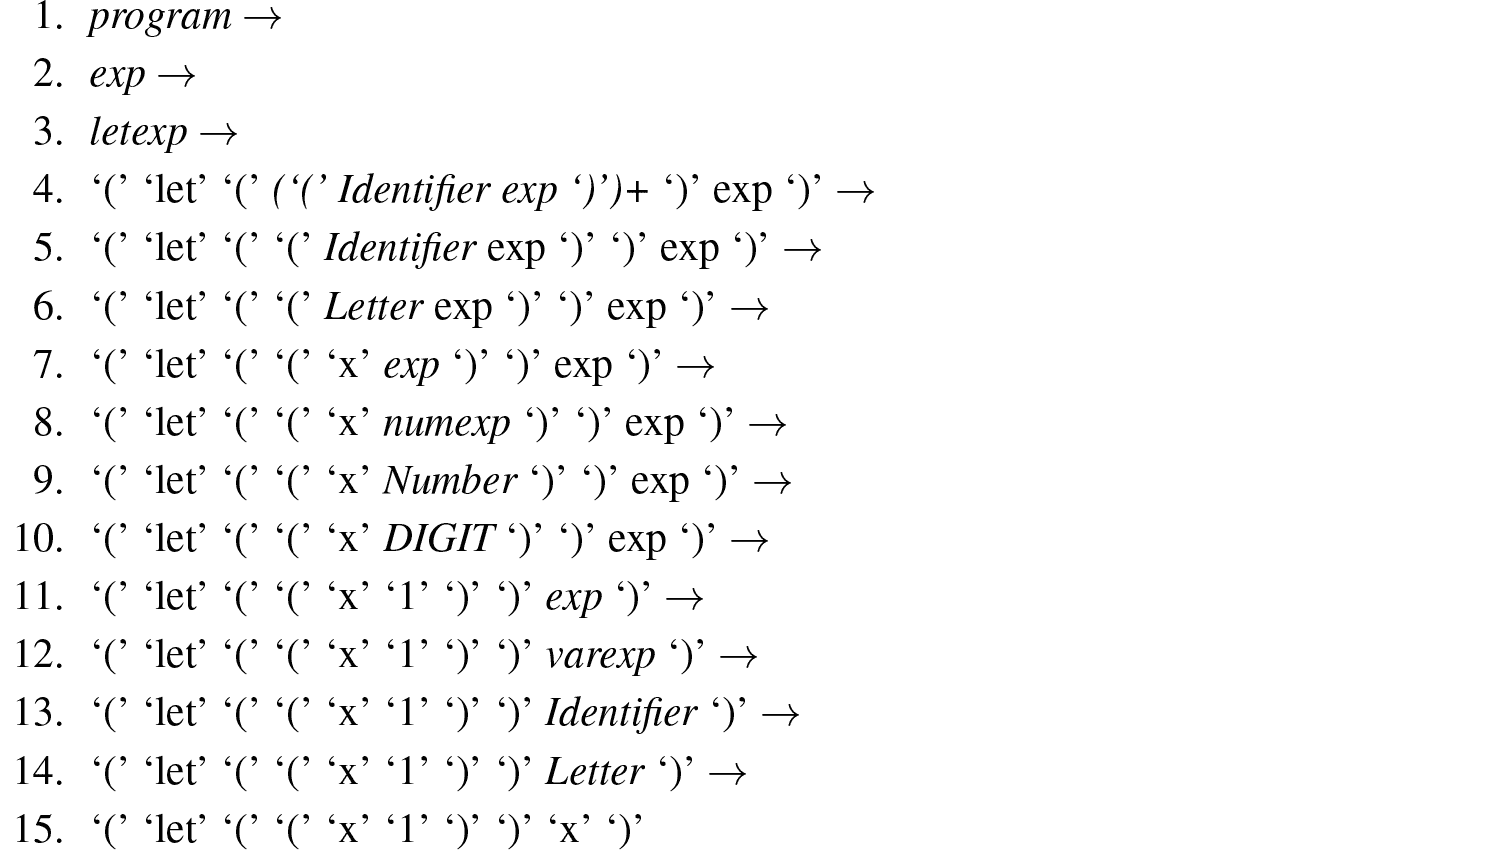 1. program →
2. exp →
3. letexp →
4. ‘(’ ‘let’ ‘(’ (‘(’ Identifier exp ‘)’)+ ‘)’ exp ‘)’ →
5. ‘(’ ‘let’ ‘(’ ‘(’ Identifier exp ‘)’ ‘)’ exp ‘)’ →
6. ‘(’ ‘let’ ‘(’ ‘(’ Letter exp ‘)’ ‘)’ exp ‘)’ →
7. ‘(’ ‘let’ ‘(’ ‘(’ ‘x’ exp ‘)’ ‘)’ exp ‘)’ →
8. ‘(’ ‘let’ ‘(’ ‘(’ ‘x’ numexp ‘)’ ‘)’ exp ‘)’ →
9. ‘(’ ‘let’ ‘(’ ‘(’ ‘x’ Number ‘)’ ‘)’ exp ‘)’ →
10. ‘(’ ‘let’ ‘(’ ‘(’ ‘x’ DIGIT ‘)’ ‘)’ exp ‘)’ →
11. ‘(’ ‘let’ ‘(’ ‘(’ ‘x’ ‘1’ ‘)’ ‘)’ exp ‘)’ →
12. ‘(’ ‘let’ ‘(’ ‘(’ ‘x’ ‘1’ ‘)’ ‘)’ varexp ‘)’ →
13. ‘(’ ‘let’ ‘(’ ‘(’ ‘x’ ‘1’ ‘)’ ‘)’ Identifier ‘)’ →
14. ‘(’ ‘let’ ‘(’ ‘(’ ‘x’ ‘1’ ‘)’ ‘)’ Letter ‘)’ →
15. ‘(’ ‘let’ ‘(’ ‘(’ ‘x’ ‘1’ ‘)’ ‘)’ ‘x’ ‘)’